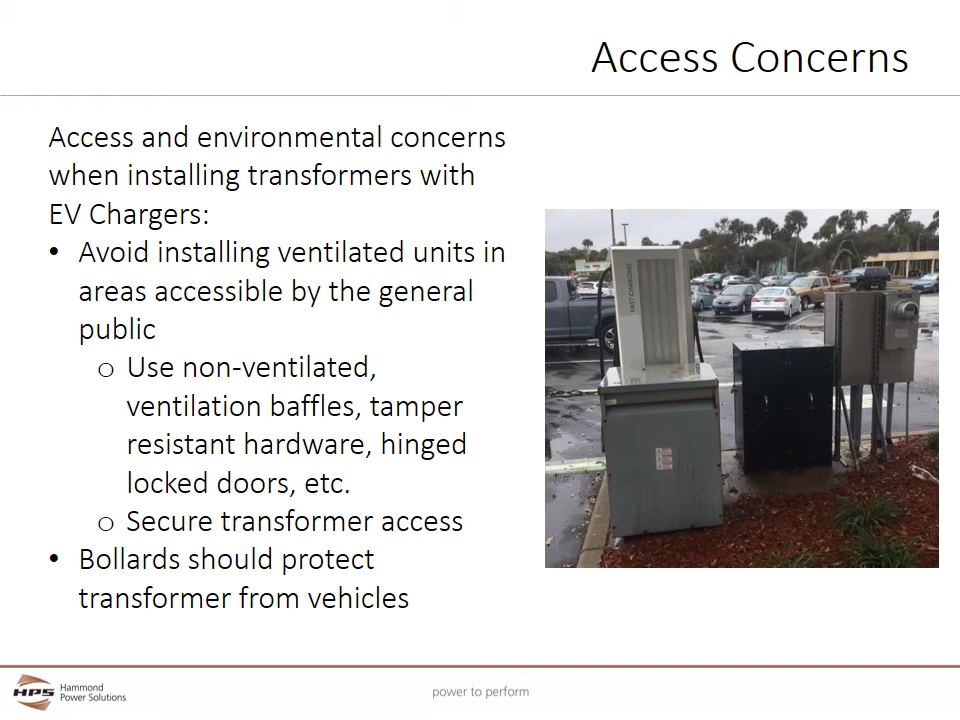 Access Concerns
Access and environmental concerns
when installing transformers with
EV Chargers:
• Avoid installing ventilated units in
areas accessible by the general
public
o Use non-ventilated,
ventilation baffles, tamper
resistant hardware, hinged
locked doors, etc.
o Secure transformer access
• Bollards should protect
transformer from vehicles
FAST CHARGING
HPS
Hammond
Power Solutions
power to perform